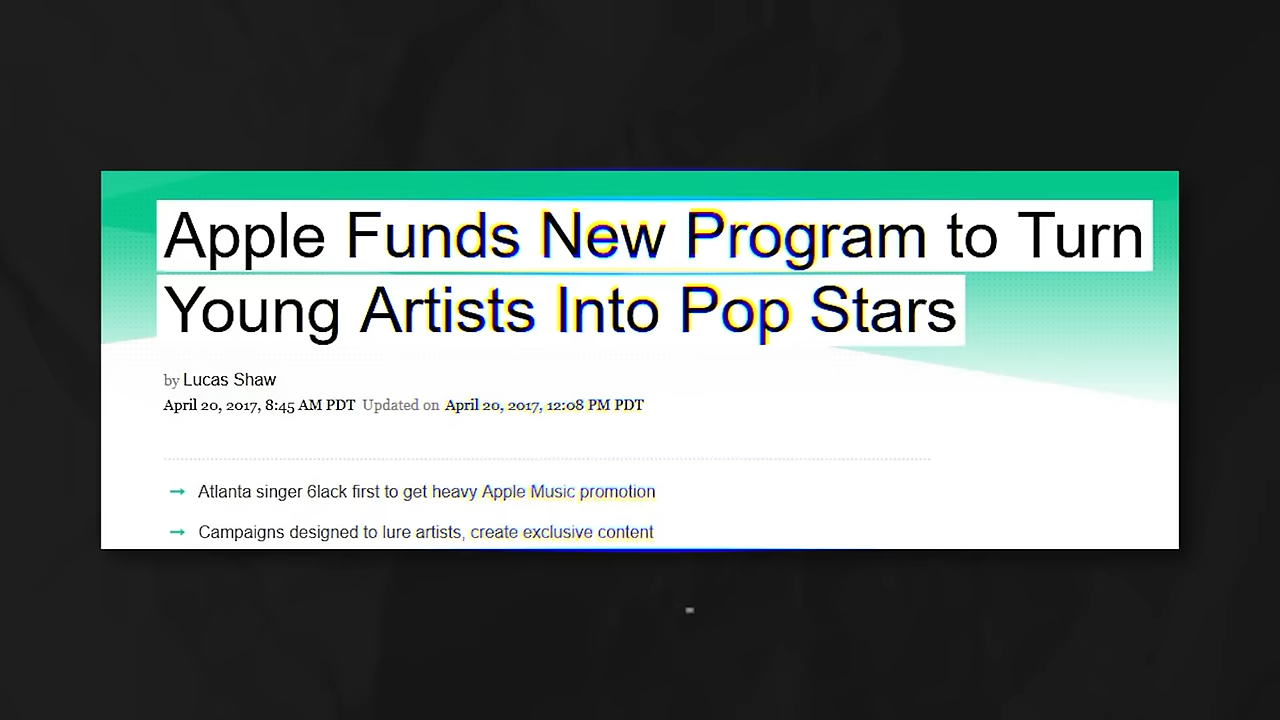 Apple Funds New Program to Turn
Young Artists Into Pop Stars
by Lucas Shaw
April 20, 2017, 8:45 AM PDT Updated on April 20, 2017, 12:08 PM PDT
→ Atlanta singer 6lack first to get heavy Apple Music promotion
→ Campaigns designed to lure artists, create exclusive content